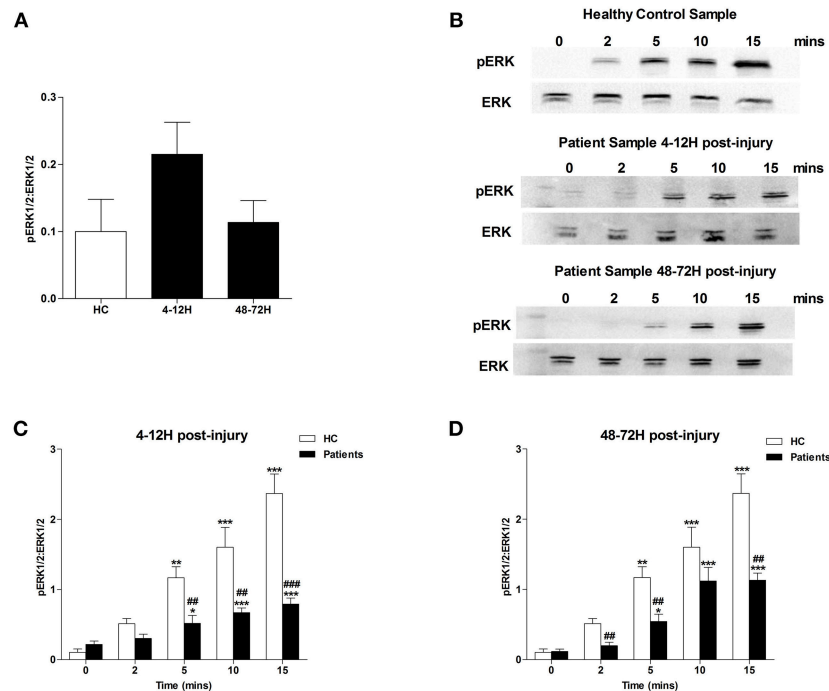 A
0.3
0.2
0.1
0.0
pERK1/2:ERK1/2
HC 4-12H 48-72H
B
Healthy Control Sample
0 2 5 10 15 mins
pERK
ERK
Patient Sample 4-12H post-injury
0 2 5 10 15 mins
pERK
ERK
Patient Sample 48-72H post-injury
0 2 5 10 15 mins
pERK
ERK
C
4-12H post-injury
HC
Patients
3
2
1
0
pERK1/2:ERK1/2
**
##
*
***
##
***
***
###
***
0 2 5 10 15
Time (mins)
D
48-72H post-injury
HC
Patients
3
2
1
0
pERK1/2:ERK1/2
##
**
##
*
***
***
***
##
***
0 2 5 10 15
Time (mins)